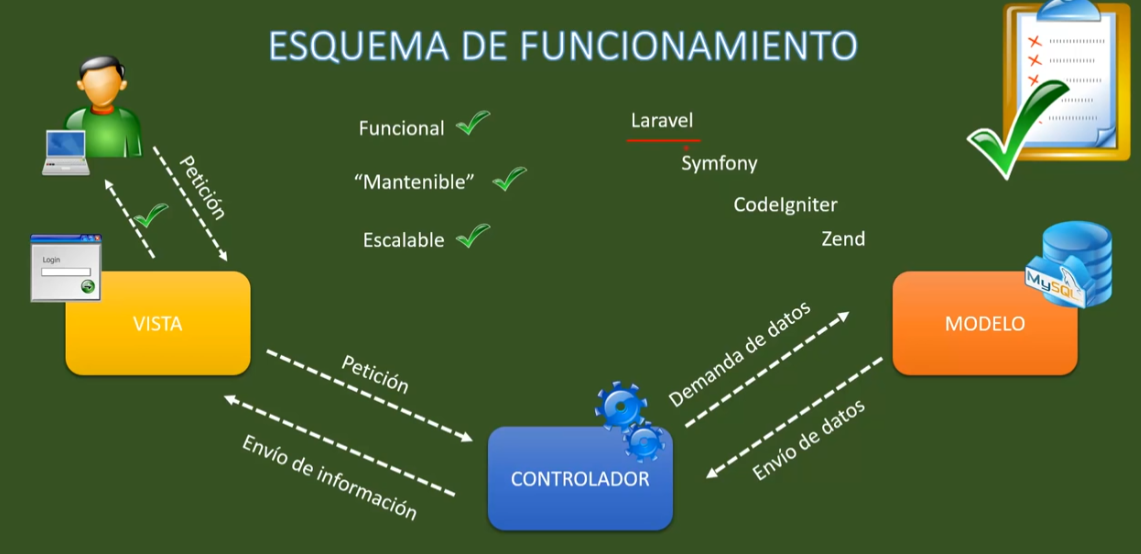 ESQUEMA DE FUNCIONAMIENTO
Funcional
Laravel
Petición
Symfony
“Mantenible”
CodeIgniter
Escalable
Zend
Login
MySQL
VISTA
MODELO
Petición
Demanda de datos
Envío de información
Envío de datos
CONTROLADOR